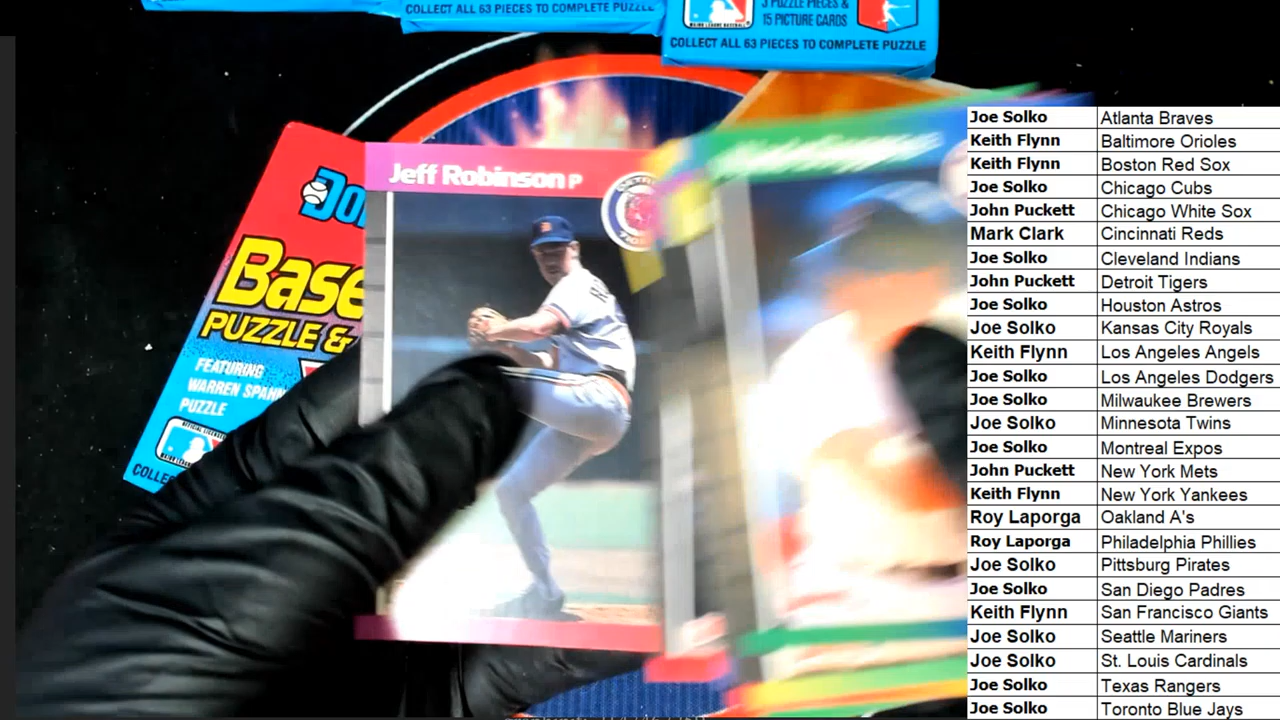 COLLECT ALL 63 PIECES TO COMPLETE PUZZLE
3 PUZZLE PIECES &
15 PICTURE CARDS
COLLECT ALL 63 PIECES TO COMPLETE PUZZLE
Jeff Robinson P
Base
PUZZLE &
FEATURING
WARREN SPAHN
PUZZLE
Joe Solko Atlanta Braves
Keith Flynn Baltimore Orioles
Keith Flynn Boston Red Sox
Joe Solko Chicago Cubs
John Puckett Chicago White Sox
Mark Clark Cincinnati Reds
Joe Solko Cleveland Indians
John Puckett Detroit Tigers
Joe Solko Houston Astros
Joe Solko Kansas City Royals
Keith Flynn Los Angeles Angels
Joe Solko Los Angeles Dodgers
Joe Solko Milwaukee Brewers
Joe Solko Minnesota Twins
Joe Solko Montreal Expos
John Puckett New York Mets
Keith Flynn New York Yankees
Roy Laporga Oakland A's
Roy Laporga Philadelphia Phillies
Joe Solko Pittsburg Pirates
Joe Solko San Diego Padres
Keith Flynn San Francisco Giants
Joe Solko Seattle Mariners
Joe Solko St. Louis Cardinals
Joe Solko Texas Rangers
Joe Solko Toronto Blue Jays